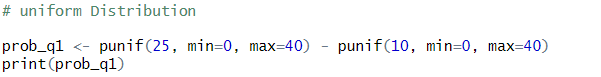 # uniform Distribution
prob_q1 <- punif(25, min=0, max=40) - punif(10, min=0, max=40)
print(prob_q1)